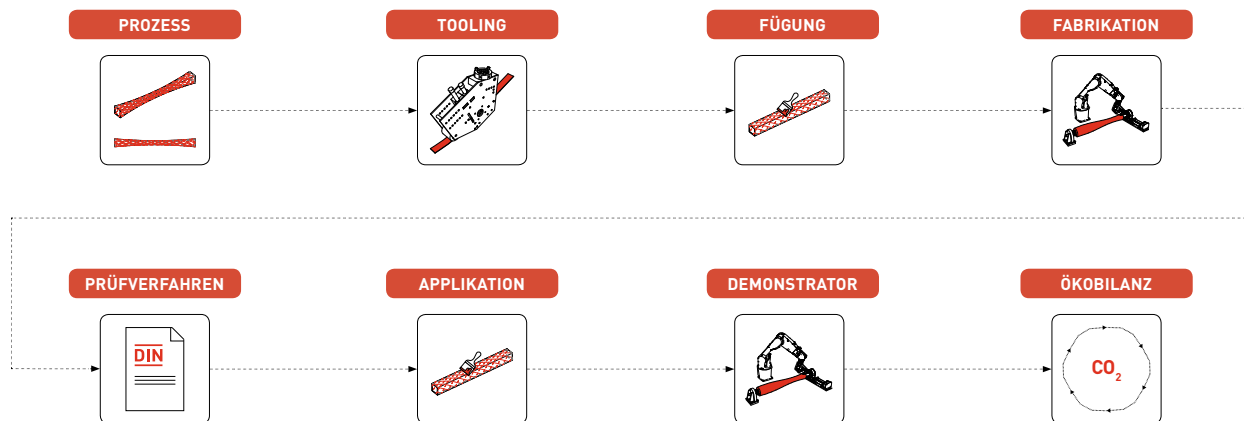 PROZESS
TOOLING
FÜGUNG
FABRIKATION
PRÜFVERFAHREN
APPLIKATION
DEMONSTRATOR
ÖKOBILANZ
DIN
CO₂